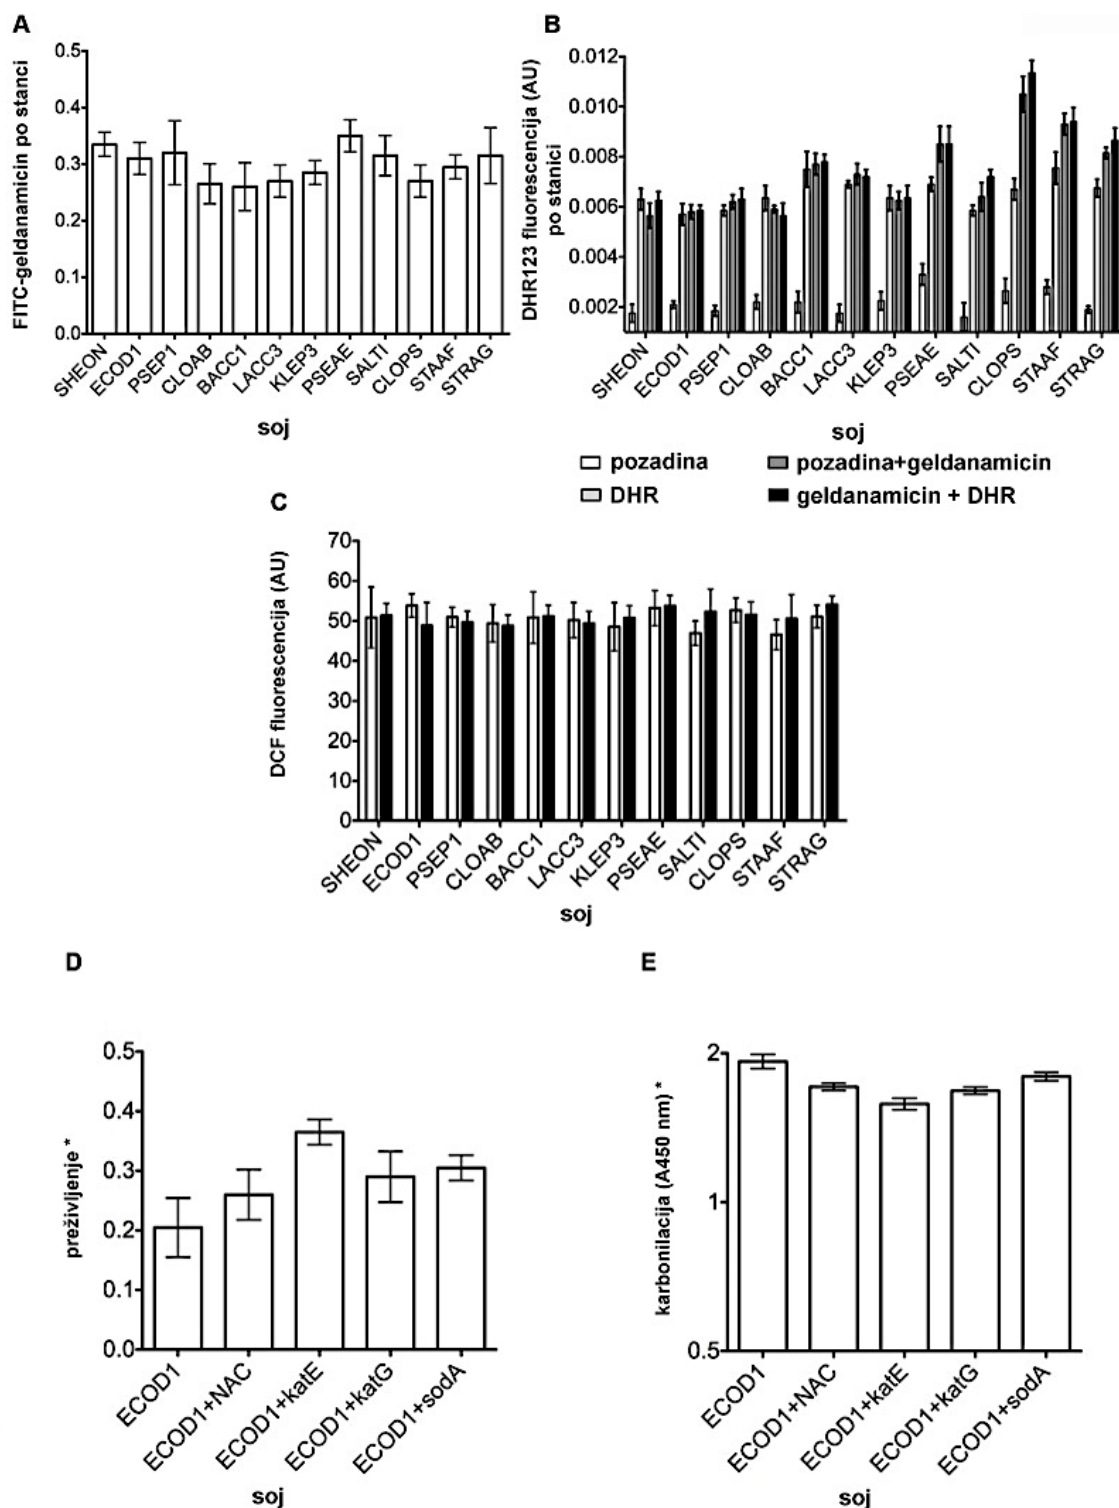 A
FITC-geldanamicin po stanci
0.5
0.4
0.3
0.2
0.1
0.0
SHEON
ECOD1
PSEP1
CLOAB
BACC1
LACC3
KLEP3
PSEAE
SALTI
CLOPS
STAAF
STRAG
soj
B
DHR123 fluorescencija (AU)
po stanici
0.012
0.010
0.008
0.006
0.004
0.002
SHEON
ECOD1
PSEP1
CLOAB
BACC1
LACC3
KLEP3
PSEAE
SALTI
CLOPS
STAAF
STRAG
soj
pozadina
pozadina+geldanamicin
DHR
geldanamicin + DHR
C
DCF fluorescencija (AU)
70
60
50
40
30
20
10
0
SHEON
ECOD1
PSEP1
CLOAB
BACC1
LACC3
KLEP3
PSEAE
SALTI
CLOPS
STAAF
STRAG
soj
D
preživljenje *
0.5
0.4
0.3
0.2
0.1
0.0
ECOD1
ECOD1+NAC
ECOD1+katE
ECOD1+katG
ECOD1+sodA
soj
E
karbonilacija (A450 nm) *
2
1
0.5
ECOD1
ECOD1+NAC
ECOD1+katE
ECOD1+katG
ECOD1+sodA
soj